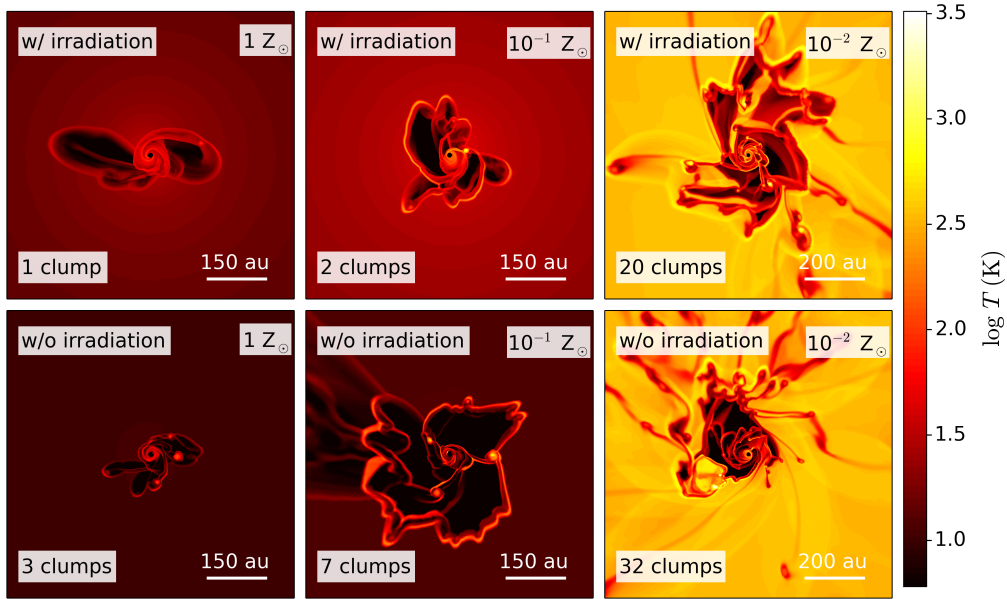 w/ irradiation
1 Z☉
1 clump
150 au
w/ irradiation
10⁻¹ Z☉
2 clumps
150 au
w/ irradiation
10⁻² Z☉
20 clumps
200 au
w/o irradiation
1 Z☉
3 clumps
150 au
w/o irradiation
10⁻¹ Z☉
7 clumps
150 au
w/o irradiation
10⁻² Z☉
32 clumps
200 au
3.5
3.0
2.5
2.0
1.5
1.0
log T (K)